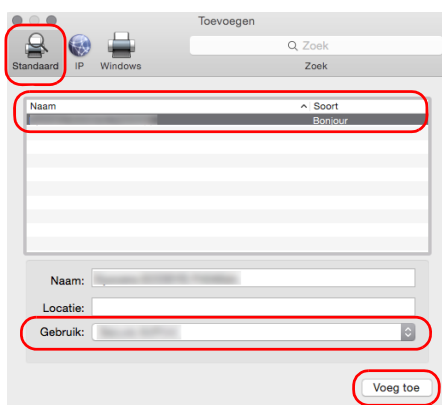 Toevoegen
Zoek
Standaard IP Windows Zoek
Naam Soort
Bonjour
Naam:
Locatie:
Gebruik:
Voeg toe